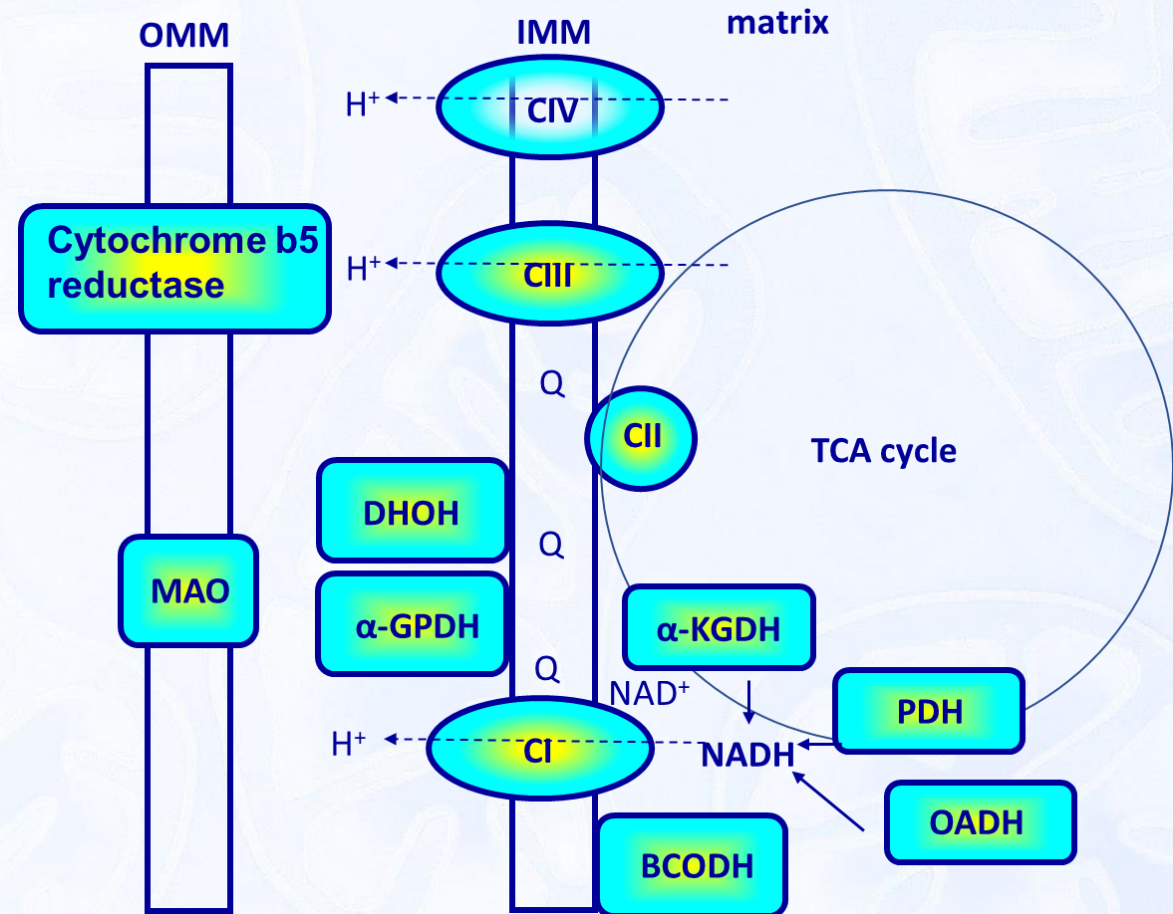 OMM
IMM
matrix
H⁺
CIV
Cytochrome b5
reductase
H⁺
CIII
Q
CII
TCA cycle
DHOH
Q
MAO
α-GPDH
α-KGDH
Q
NAD⁺
PDH
H⁺
CI
NADH
OADH
BCODH